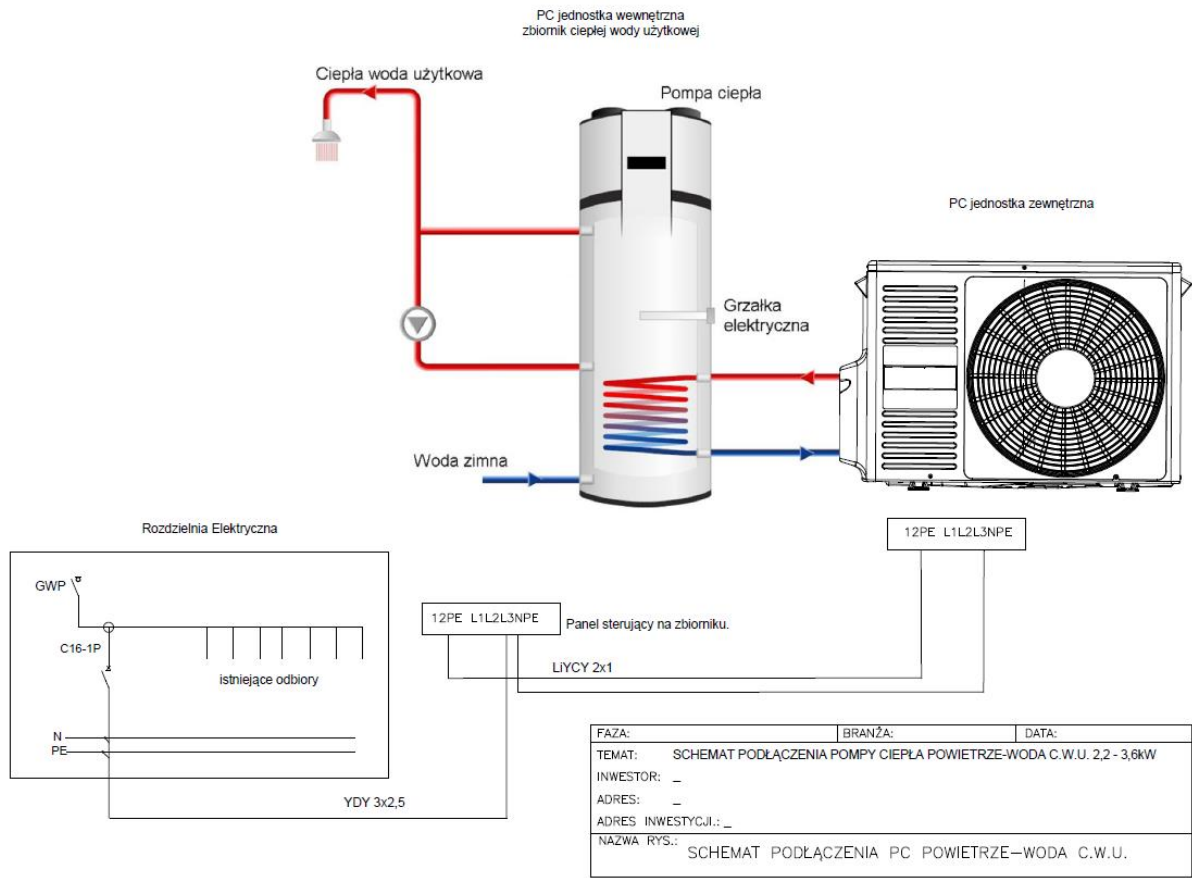 PC jednostka wewnętrzna
zbiornik ciepłej wody użytkowej
Ciepła woda użytkowa
Pompa ciepła
PC jednostka zewnętrzna
Grzałka
elektryczna
Woda zimna
Rozdzielnia Elektryczna
GWP
C16-1P
istniejące odbiory
N
PE
12PE L1L2L3NPE
12PE L1L2L3NPE
Panel sterujący na zbiorniku.
LiYCY 2x1
YDY 3x2,5
FAZA: BRANŻA: DATA:
TEMAT: SCHEMAT PODŁĄCZENIA POMPY CIEPŁA POWIETRZE-WODA C.W.U. 2,2 - 3,6kW
INWESTOR: _
ADRES: _
ADRES INWESTYCJI.: _
NAZWA RYS.: SCHEMAT PODŁĄCZENIA PC POWIETRZE-WODA C.W.U.